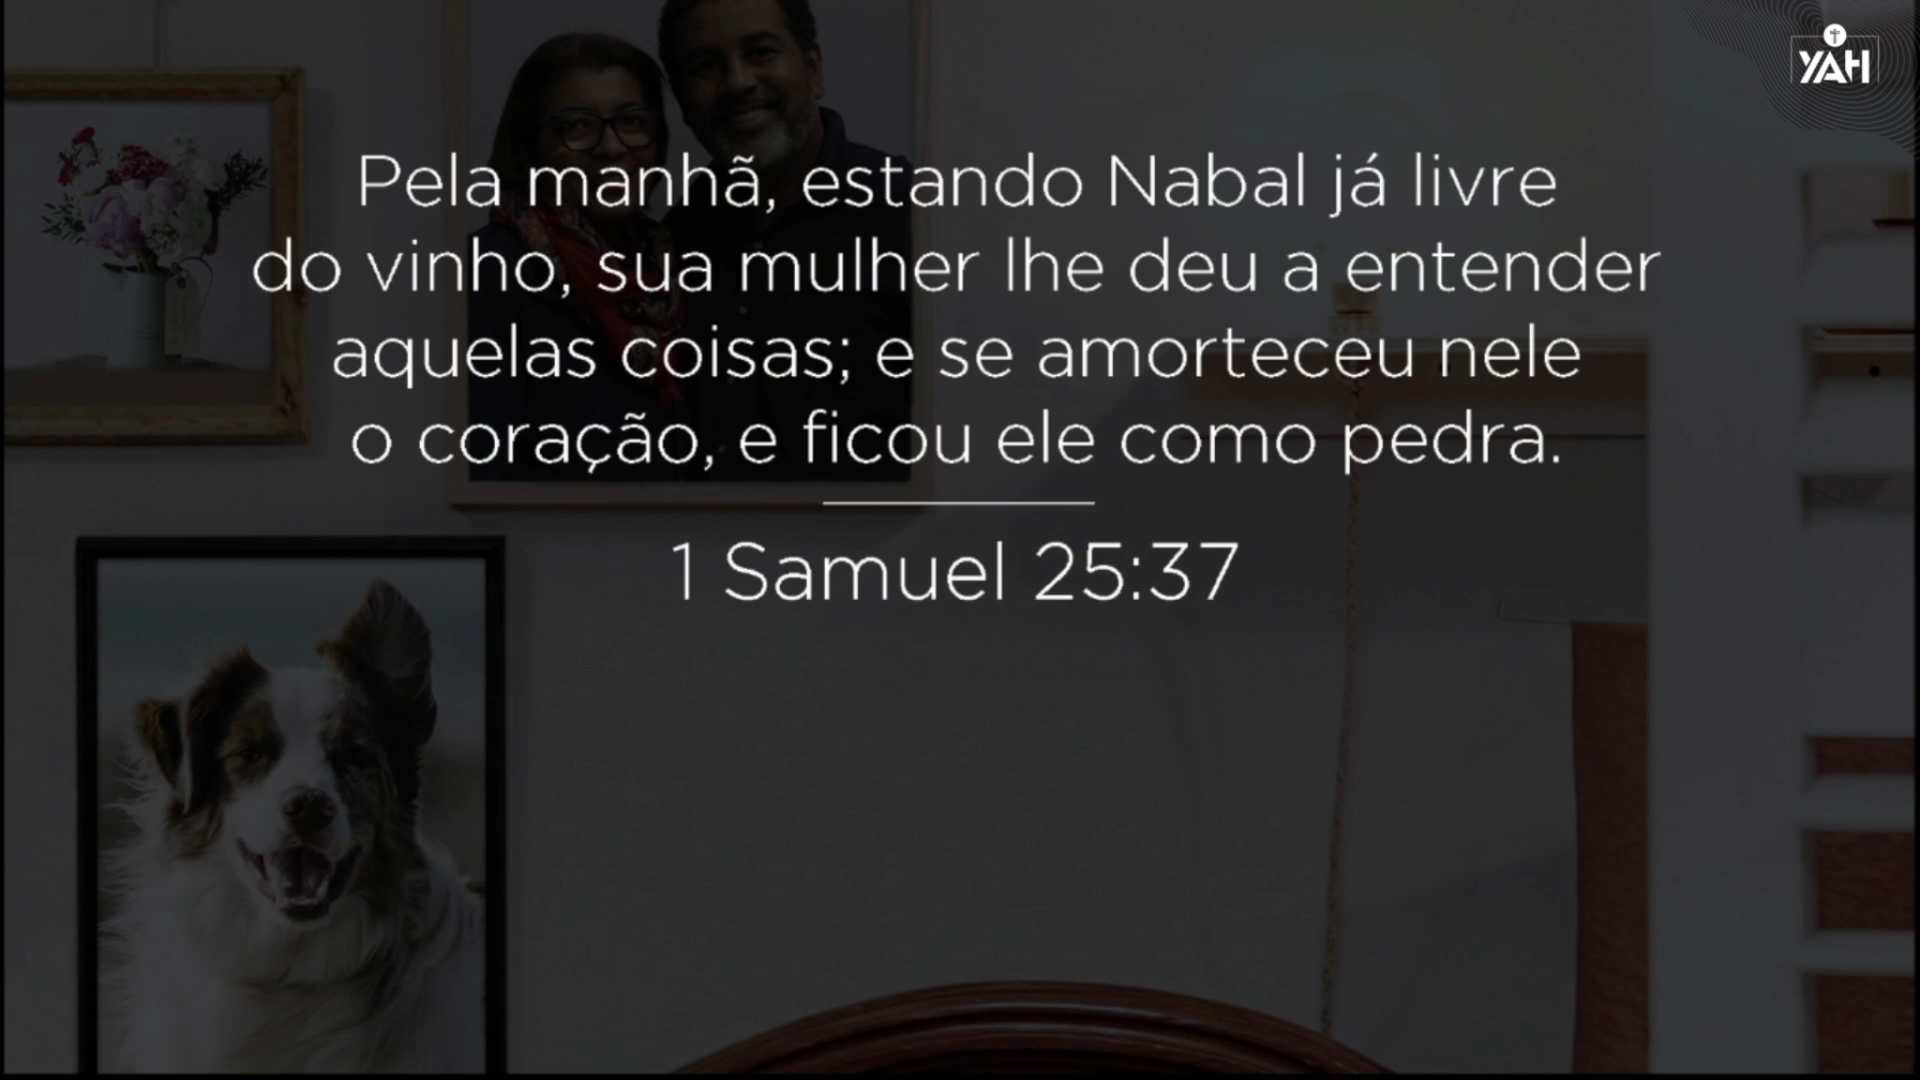 YAH
Pela manhã, estando Nabal já livre
do vinho, sua mulher lhe deu a entender
aquelas coisas; e se amorteceu nele
o coração, e ficou ele como pedra.
1 Samuel 25:37